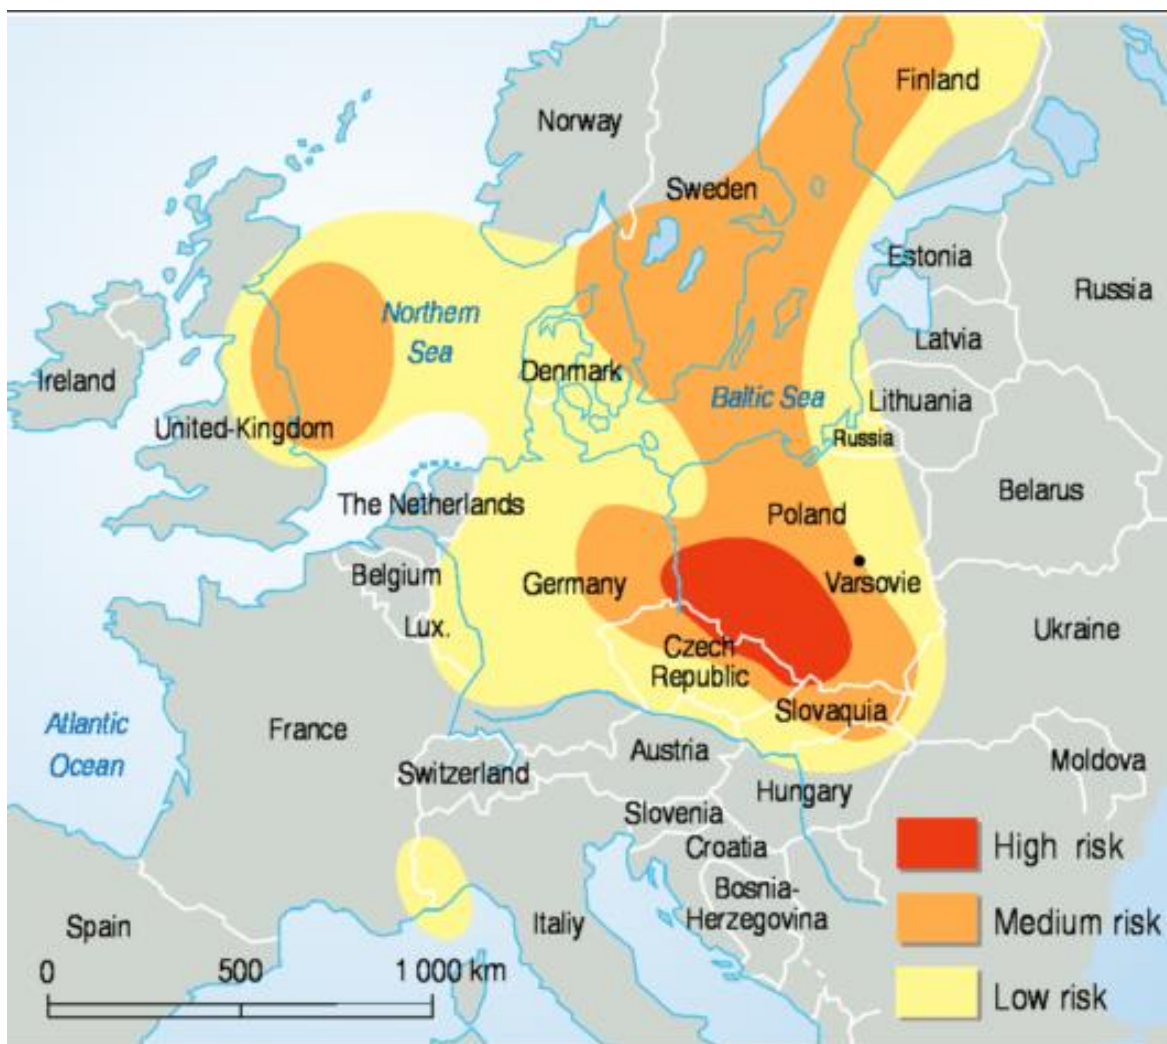 Finland
Norway
Sweden
Estonia
Russia
Northern
Sea
Latvia
Ireland
Denmark
Baltic Sea
Lithuania
United-Kingdom
Russia
Belarus
The Netherlands
Poland
Belgium
Germany
Varsovie
Lux.
Ukraine
Czech
Republic
Slovaquia
Atlantic
Ocean
France
Austria
Moldova
Switzerland
Hungary
Slovenia
Croatia
High risk
Bosnia-
Herzegovina
Spain
Italiy
Medium risk
0 500 1 000 km
Low risk